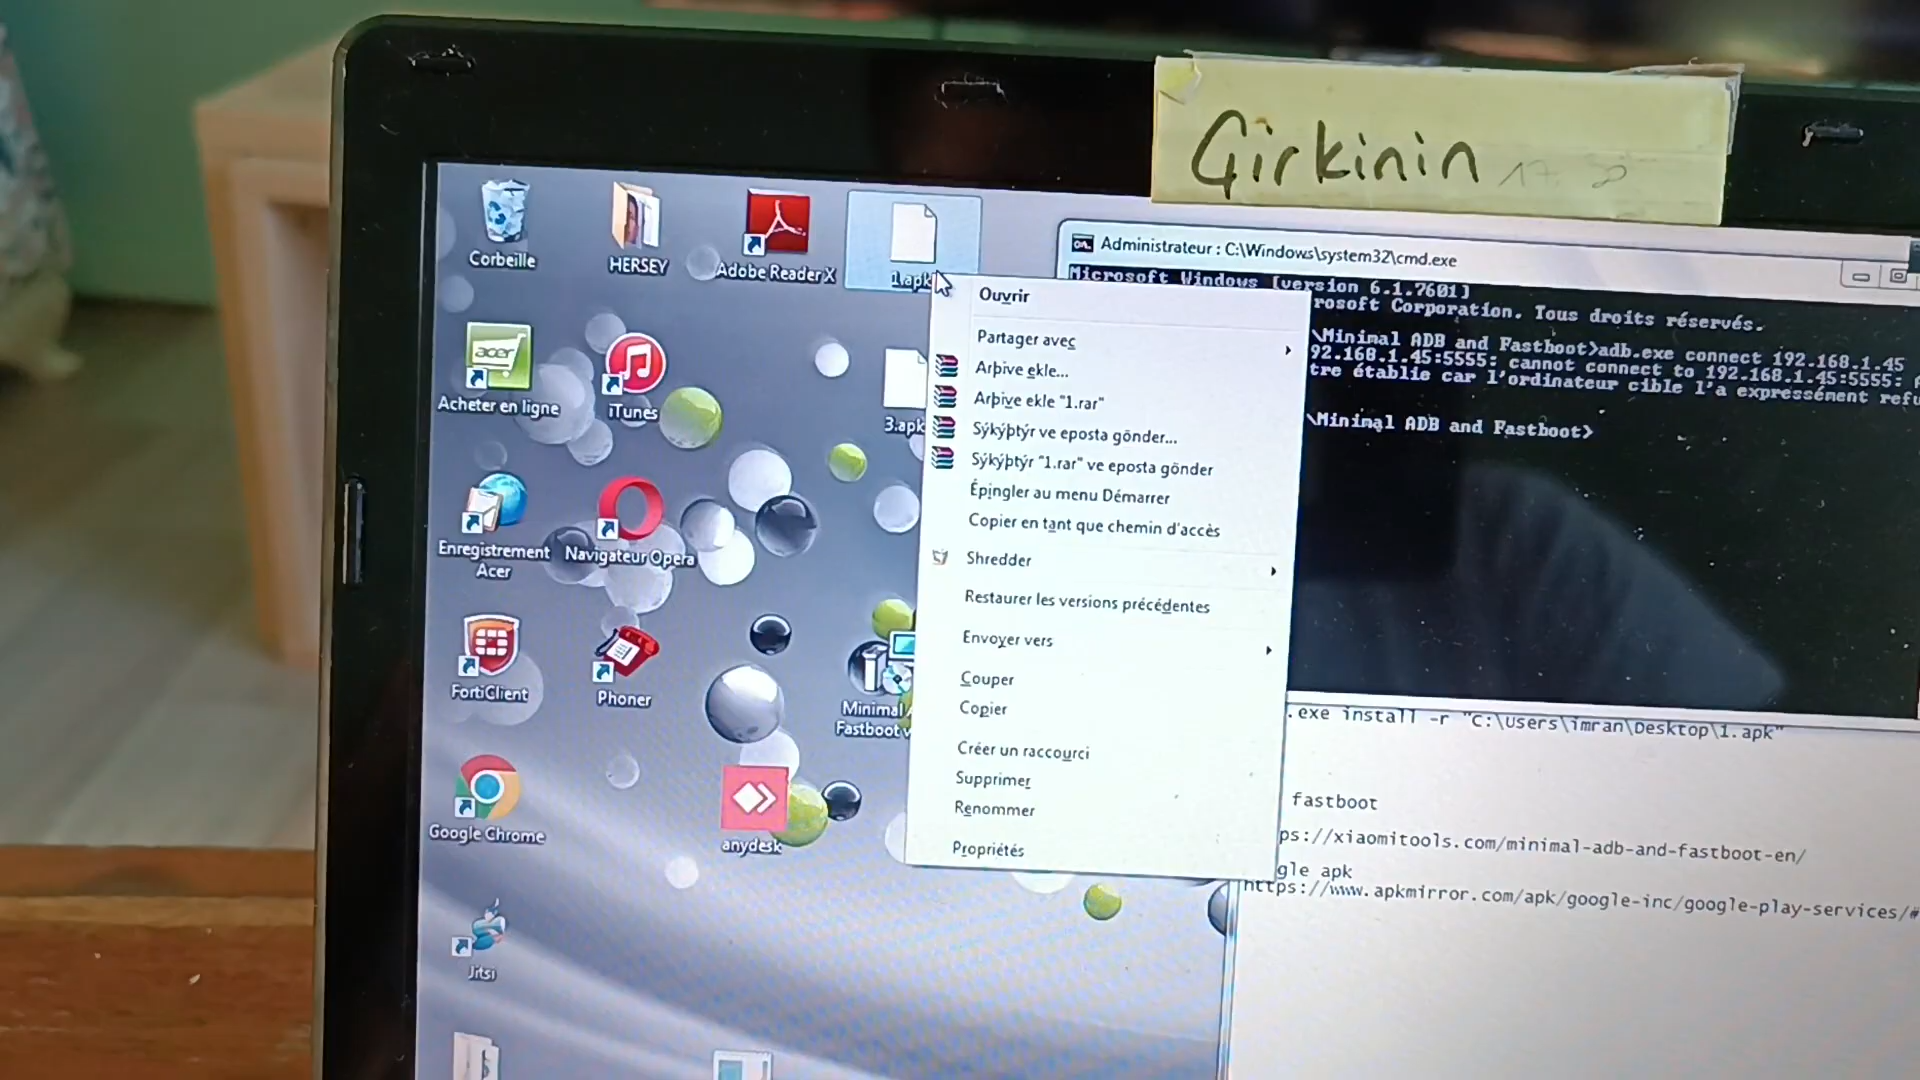 Girkinin
Corbeille
HERSEY
Adobe Reader X
1.apk
Administrateur : C:\Windows\system32\cmd.exe
Microsoft Windows [version 6.1.7601]
rosoft Corporation. Tous droits réservés.
\Minimal ADB and Fastboot>adb.exe connect 192.168.1.45
92.168.1.45:5555: cannot connect to 192.168.1.45:5555:
tre établie car l'ordinateur cible l'a expressément refu
\Minimal ADB and Fastboot>
Ouvrir
Partager avec
Arþive ekle...
Arþive ekle "1.rar"
Sýkýþtýr ve eposta gönder...
Sýkýþtýr "1.rar" ve eposta gönder
Épingler au menu Démarrer
Copier en tant que chemin d'accès
Shredder
Restaurer les versions précédentes
Envoyer vers
Couper
Copier
Créer un raccourci
Supprimer
Renommer
Propriétés
acer
Acheter en ligne
iTunes
3.apk
Enregistrement
Acer
Navigateur Opera
FortiClient
Phoner
Minimal
Fastboot
Google Chrome
anydesk
Jitsi
.exe install -r "C:\Users\imran\Desktop\1.apk"
fastboot
ps://xiaomitools.com/minimal-adb-and-fastboot-en/
gle apk
https://www.apkmirror.com/apk/google-inc/google-play-services/#